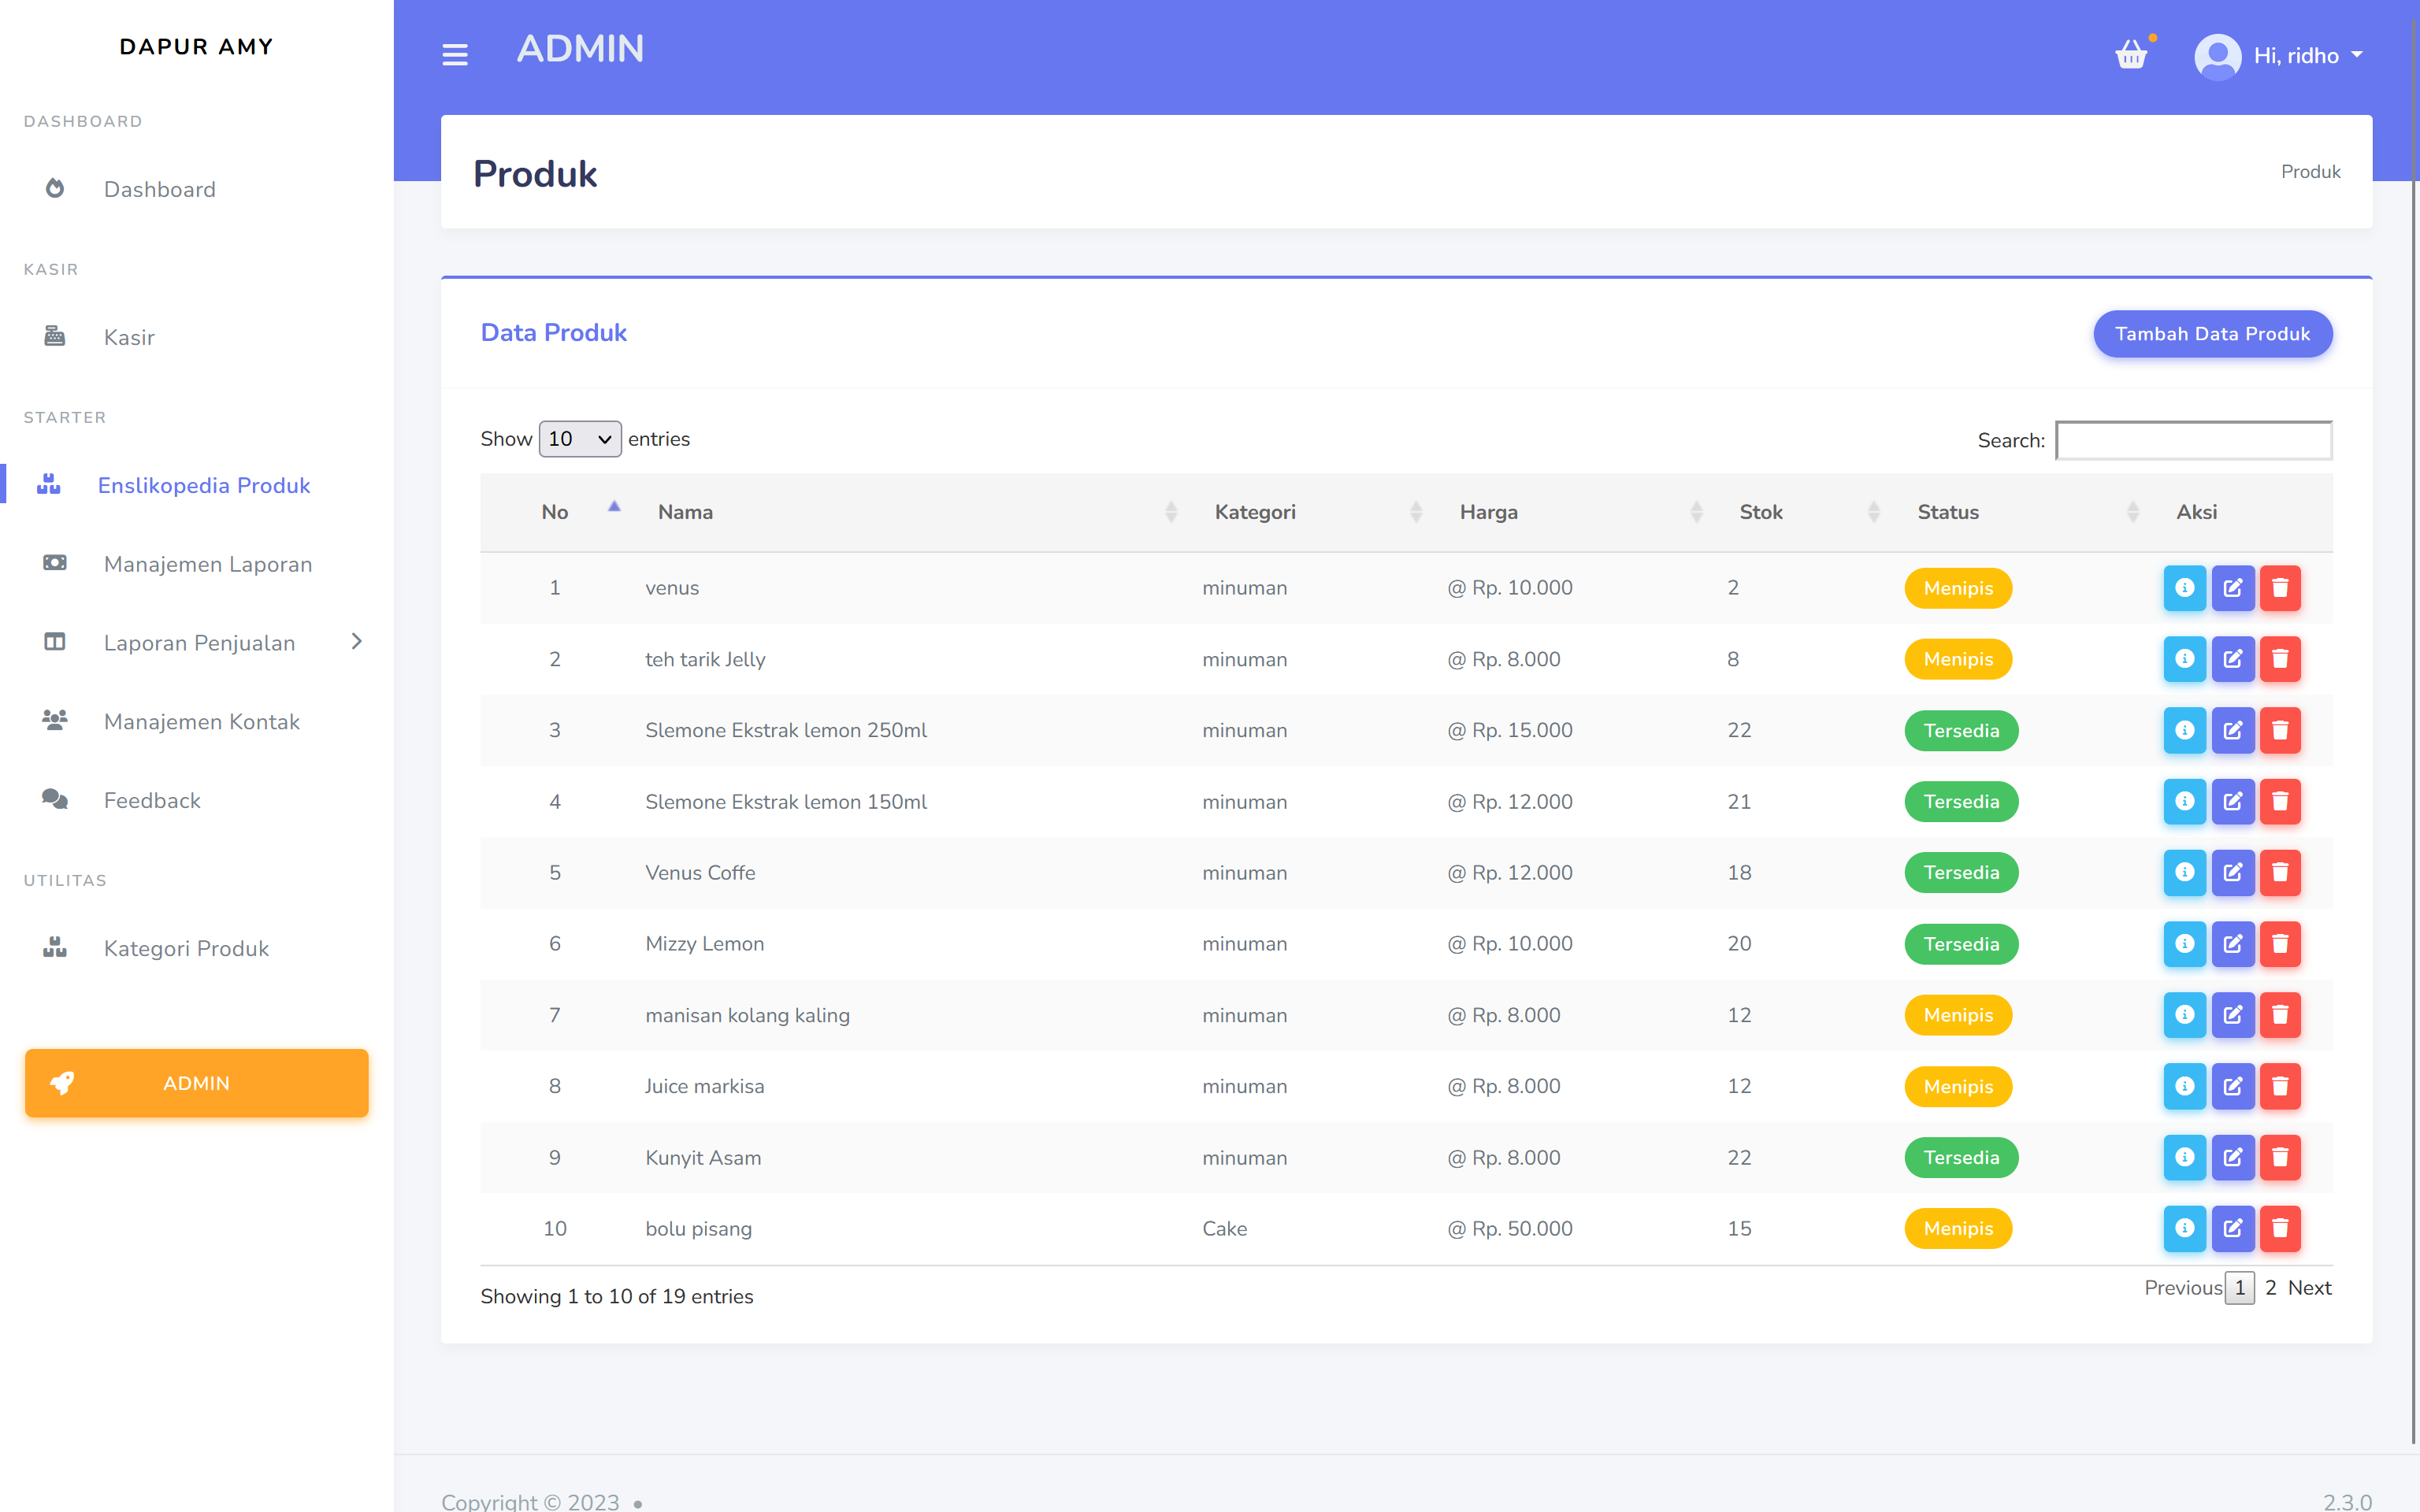 DAPUR AMY
DASHBOARD
Dashboard
KASIR
Kasir
STARTER
Enslikopedia Produk
Manajemen Laporan
Laporan Penjualan
Manajemen Kontak
Feedback
UTILITAS
Kategori Produk
ADMIN
ADMIN
Hi, ridho
Produk
Produk
Data Produk
Tambah Data Produk
Show 10 entries
Search:
No Nama Kategori Harga Stok Status Aksi
1 venus minuman @ Rp. 10.000 2 Menipis
2 teh tarik Jelly minuman @ Rp. 8.000 8 Menipis
3 Slemone Ekstrak lemon 250ml minuman @ Rp. 15.000 22 Tersedia
4 Slemone Ekstrak lemon 150ml minuman @ Rp. 12.000 21 Tersedia
5 Venus Coffe minuman @ Rp. 12.000 18 Tersedia
6 Mizzy Lemon minuman @ Rp. 10.000 20 Tersedia
7 manisan kolang kaling minuman @ Rp. 8.000 12 Menipis
8 Juice markisa minuman @ Rp. 8.000 12 Menipis
9 Kunyit Asam minuman @ Rp. 8.000 22 Tersedia
10 bolu pisang Cake @ Rp. 50.000 15 Menipis
Showing 1 to 10 of 19 entries
Previous 1 2 Next
Copyright © 2023 •
2.3.0